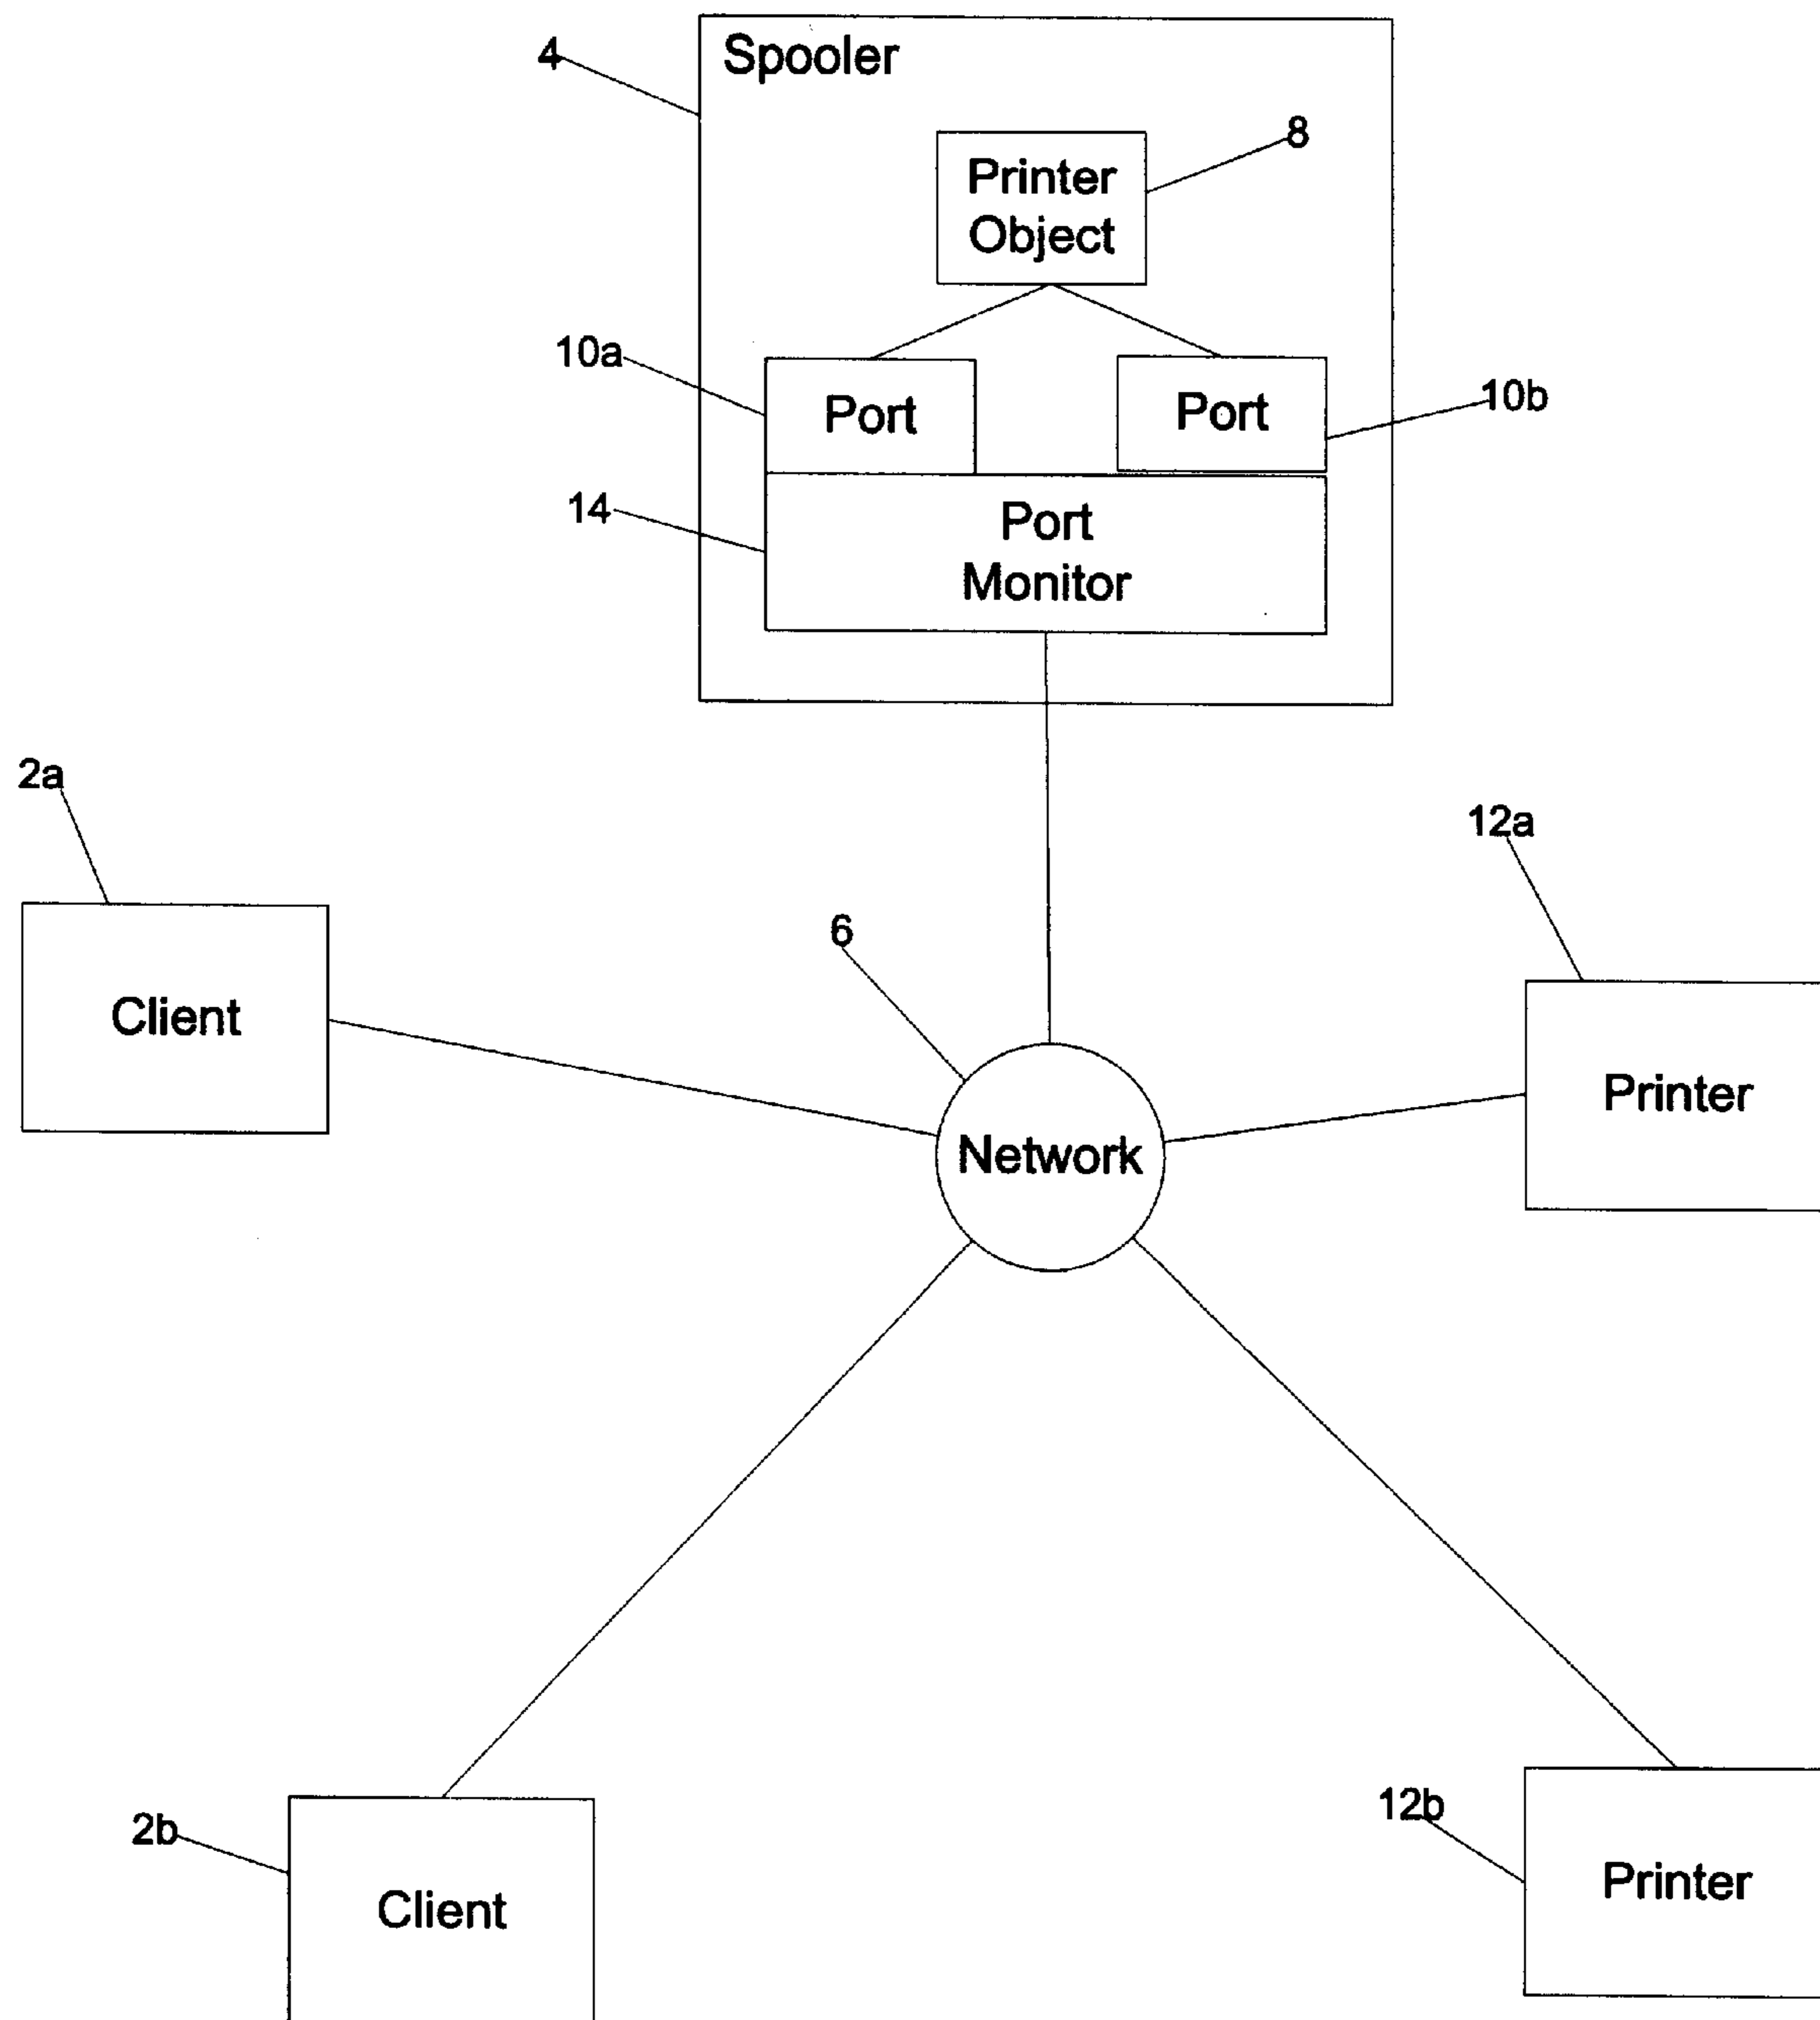 4
Spooler
8
Printer
Object
10a
Port
Port
10b
14
Port
Monitor
2a
12a
6
Client
Printer
Network
2b
12b
Client
Printer